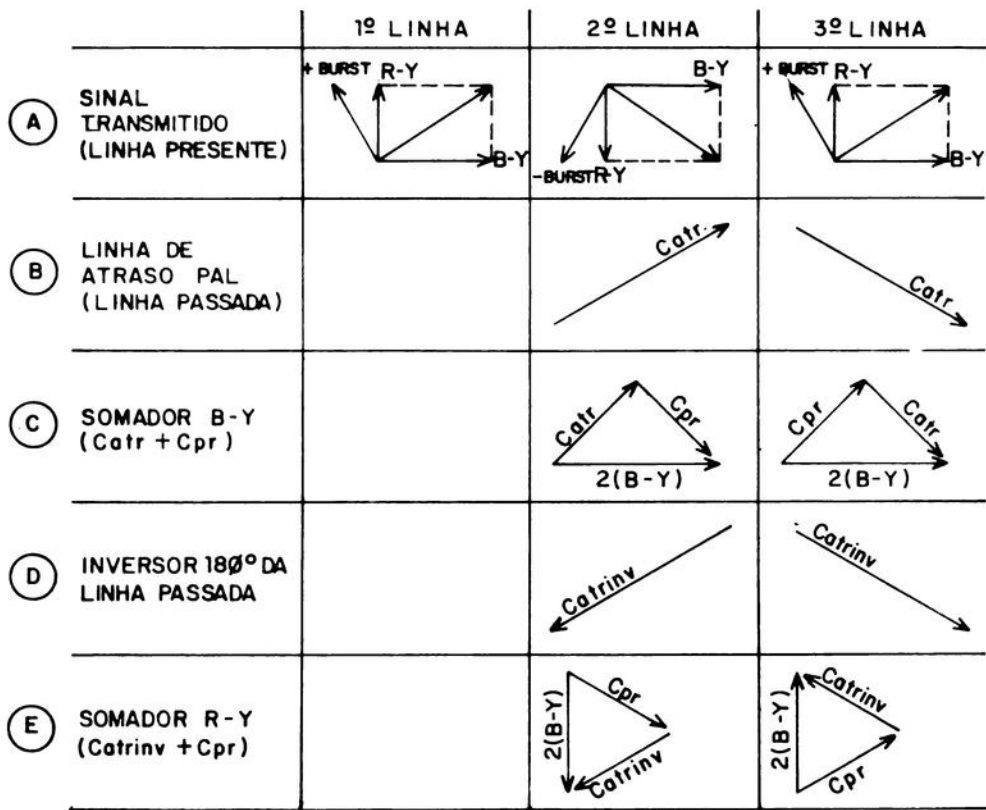 1º LINHA
2º LINHA
3º LINHA
A
SINAL
TRANSMITIDO
(LINHA PRESENTE)
+ BURST
R-Y
B-Y
B-Y
-BURST
R-Y
+ BURST
R-Y
B-Y
B
LINHA DE
ATRASO PAL
(LINHA PASSADA)
Catr.
Catr
C
SOMADOR B-Y
(Catr + Cpr)
Catr
Cpr
2(B-Y)
Cpr
Catr
2(B-Y)
D
INVERSOR 180º DA
LINHA PASSADA
Catrinv
Catrinv
E
SOMADOR R-Y
(Catrinv + Cpr)
2(B-Y)
Cpr
Catrinv
2(B-Y)
Catrinv
Cpr